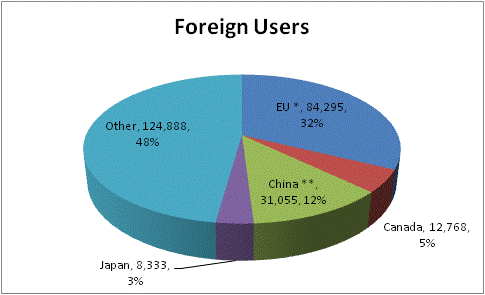 Foreign Users
EU *, 84,295,
32%
Other, 124,888,
48%
China **,
31,055, 12%
Canada, 12,768,
5%
Japan, 8,333,
3%